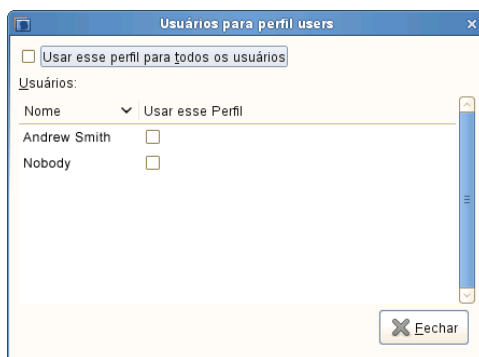 Usuários para perfil users
Usar esse perfil para todos os usuários
Usuários:
Nome Usar esse Perfil
Andrew Smith
Nobody
Fechar